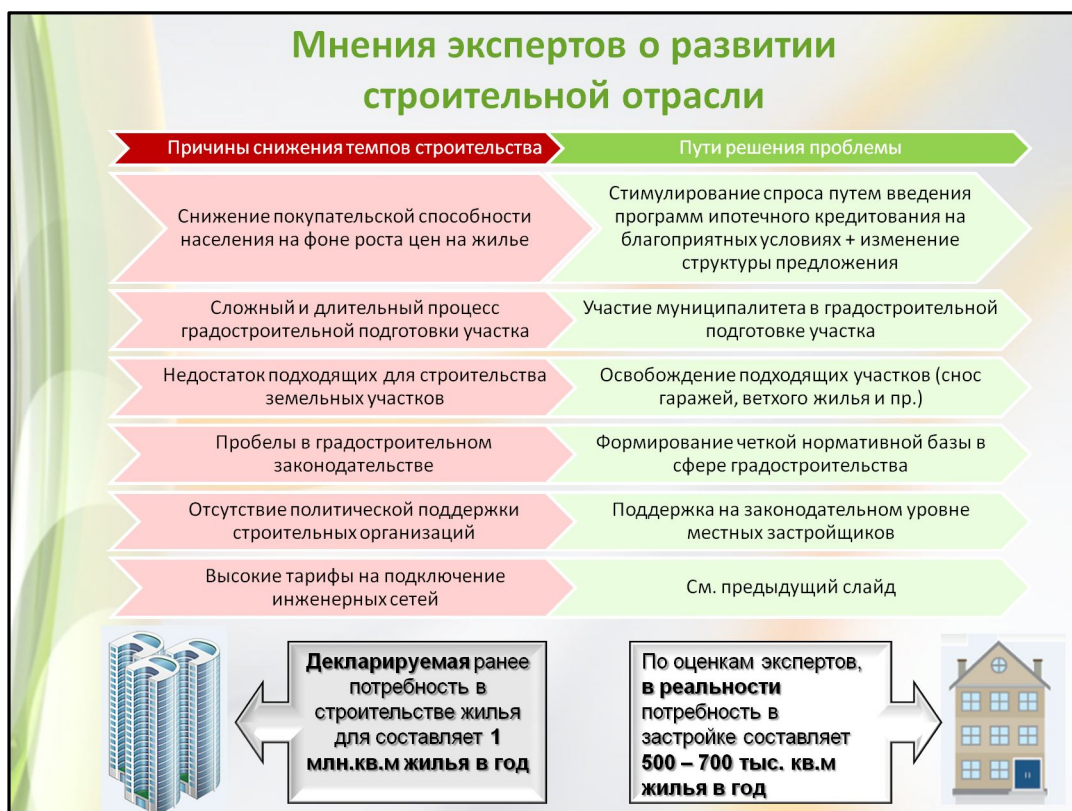 Мнения экспертов о развитии
строительной отрасли
Причины снижения темпов строительства
Пути решения проблемы
Снижение покупательской способности
населения на фоне роста цен на жилье
Стимулирование спроса путем введения
программ ипотечного кредитования на
благоприятных условиях + изменение
структуры предложения
Сложный и длительный процесс
градостроительной подготовки участка
Участие муниципалитета в градостроительной
подготовке участка
Недостаток подходящих для строительства
земельных участков
Освобождение подходящих участков (снос
гаражей, ветхого жилья и пр.)
Пробелы в градостроительном
законодательстве
Формирование четкой нормативной базы в
сфере градостроительства
Отсутствие политической поддержки
строительных организаций
Поддержка на законодательном уровне
местных застройщиков
Высокие тарифы на подключение
инженерных сетей
См. предыдущий слайд
Декларируемая ранее
потребность в
строительстве жилья
для составляет 1
млн.кв.м жилья в год
По оценкам экспертов,
в реальности
потребность в
застройке составляет
500 – 700 тыс. кв.м
жилья в год